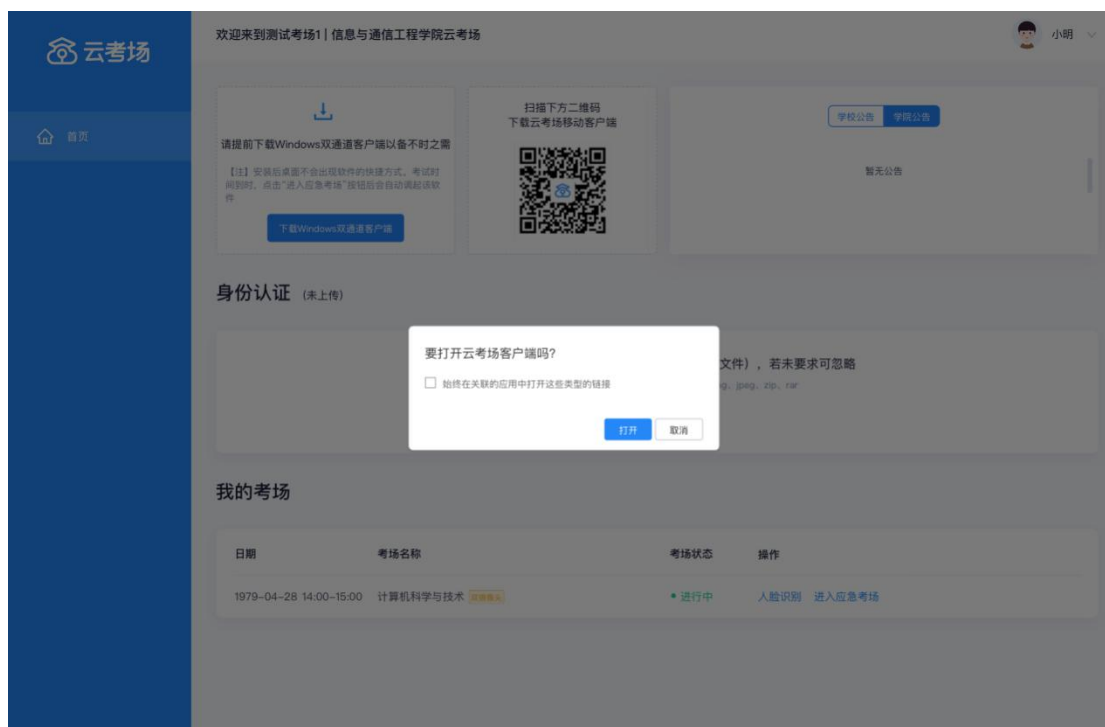 云考场
首页
欢迎来到测试考场1| 信息与通信工程学院云考场
小明
请提前下载Windows双通道客户端以备不时之需
【注】安装后桌面不会出现软件的快捷方式，考试时
间到时，点击“进入应急考场”按钮后会自动调起该软
件
下载Windows双通道客户端
扫描下方二维码
下载云考场移动客户端
学校公告 学院公告
暂无公告
身份认证 (未上传)
文件），若未要求可忽略
jpeg、zip、rar
要打开云考场客户端吗?
始终在关联的应用中打开这些类型的链接
打开 取消
我的考场
日期 考场名称 考场状态 操作
1979-04-28 14:00-15:00 计算机科学与技术 进行中 人脸识别 进入应急考场